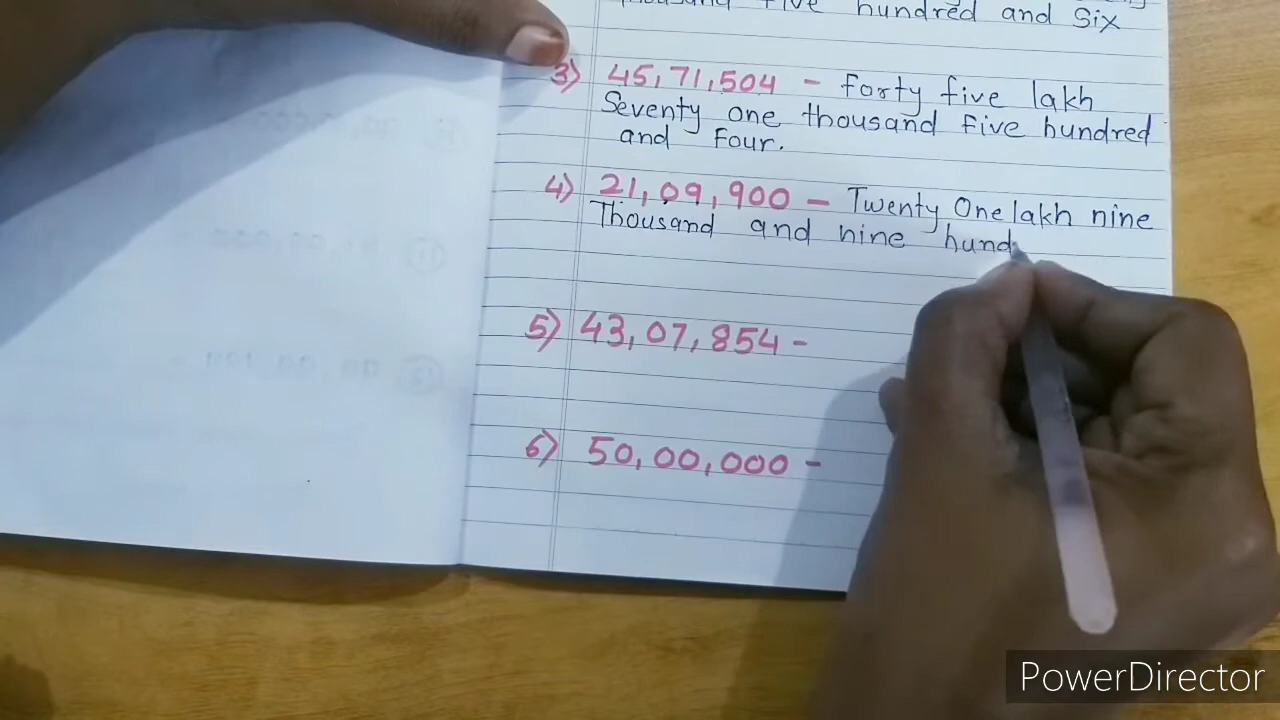 five hundred and Six
3) 45,71,504 - forty five lakh
Seventy one thousand five hundred
and four.
4) 21,09,900 - Twenty One lakh nine
Thousand and nine hund
5) 43,07,854 -
6) 50,00,000 -
PowerDirector